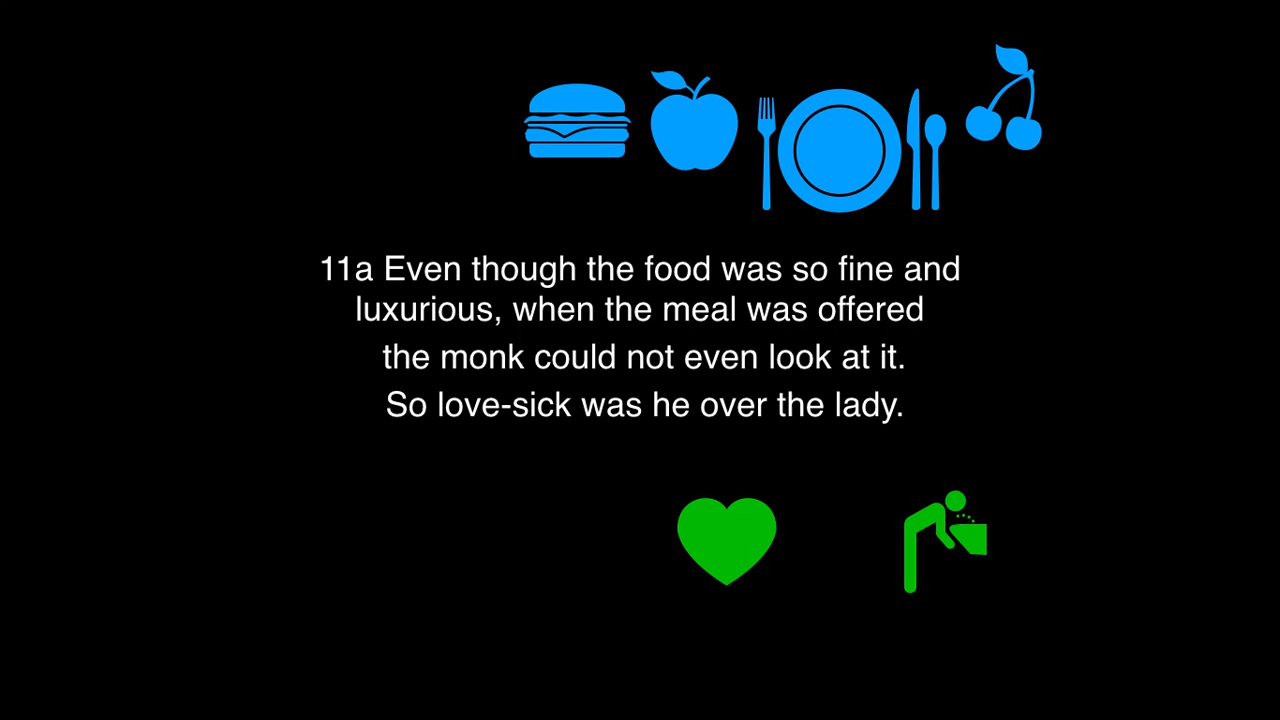 11a Even though the food was so fine and
luxurious, when the meal was offered
the monk could not even look at it.
So love-sick was he over the lady.